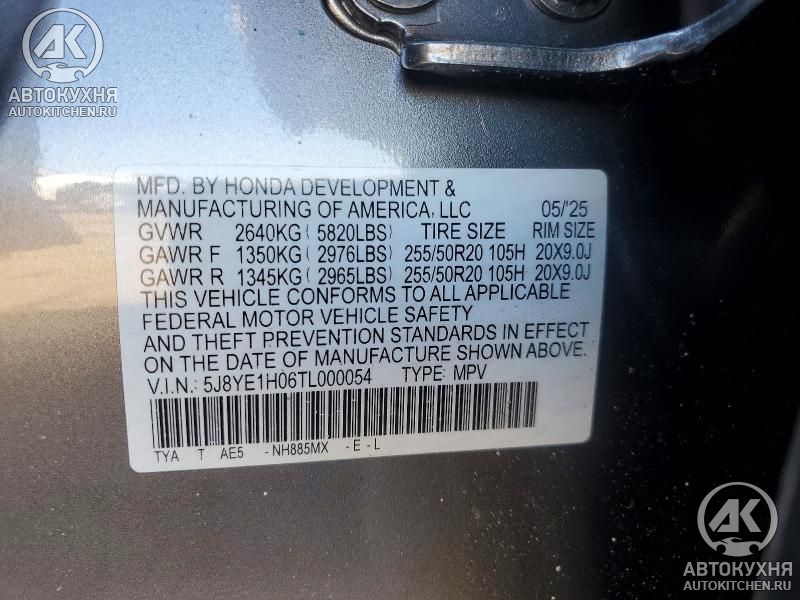 AK
АВТОКУХНЯ
AUTOKITCHEN.RU
MFD. BY HONDA DEVELOPMENT &
MANUFACTURING OF AMERICA, LLC 05/'25
GVWR 2640KG ( 5820LBS ) TIRE SIZE RIM SIZE
GAWR F 1350KG ( 2976LBS ) 255/50R20 105H 20X9.0J
GAWR R 1345KG ( 2965LBS ) 255/50R20 105H 20X9.0J
THIS VEHICLE CONFORMS TO ALL APPLICABLE
FEDERAL MOTOR VEHICLE SAFETY
AND THEFT PREVENTION STANDARDS IN EFFECT
ON THE DATE OF MANUFACTURE SHOWN ABOVE.
V.I.N.: 5J8YE1H06TL000054 TYPE: MPV
TYA T AE5 - NH885MX - E - L
AK
АВТОКУХНЯ
AUTOKITCHEN.RU